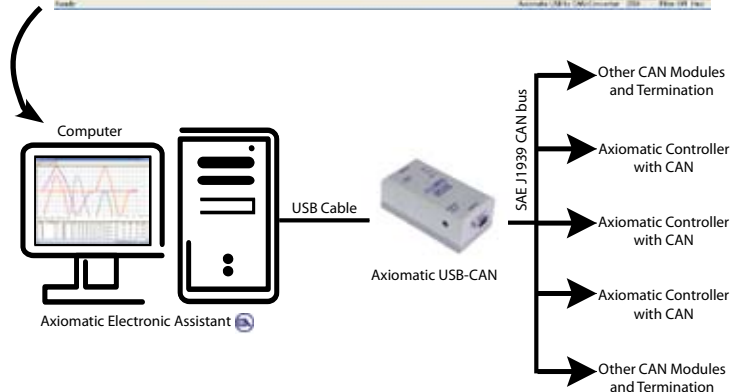 Ready
Computer
USB Cable
SAE J1939 CAN bus
Axiomatic USB-CAN
Axiomatic Electronic Assistant
Other CAN Modules
and Termination
Axiomatic Controller
with CAN
Axiomatic Controller
with CAN
Axiomatic Controller
with CAN
Other CAN Modules
and Termination